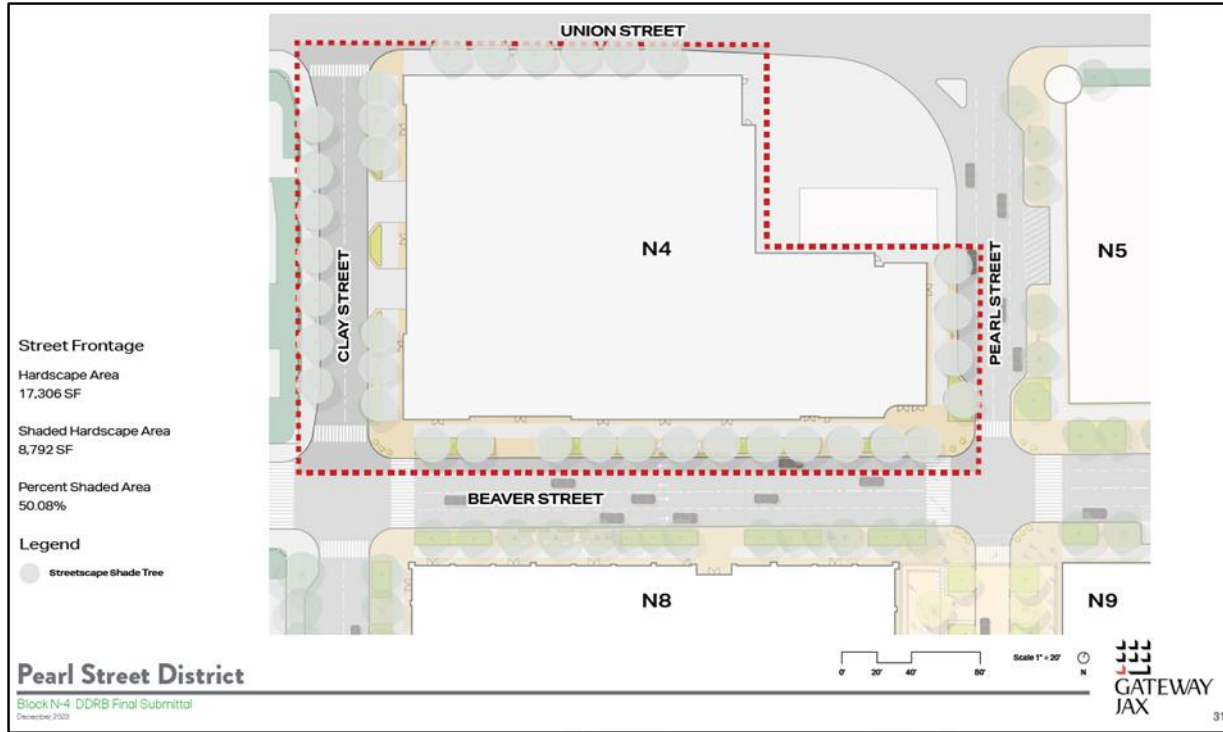 UNION STREET
N4
N5
CLAY STREET
PEARL STREET
Street Frontage
Hardscape Area
17,306 SF
Shaded Hardscape Area
8,792 SF
Percent Shaded Area
50.08%
Legend
Streetscape Shade Tree
BEAVER STREET
N8
N9
Pearl Street District
Block N-4 DDRB Final Submittal
December, 2023
0' 20' 40' 80'
Scale 1" = 20'
N
GATEWAY
JAX
31